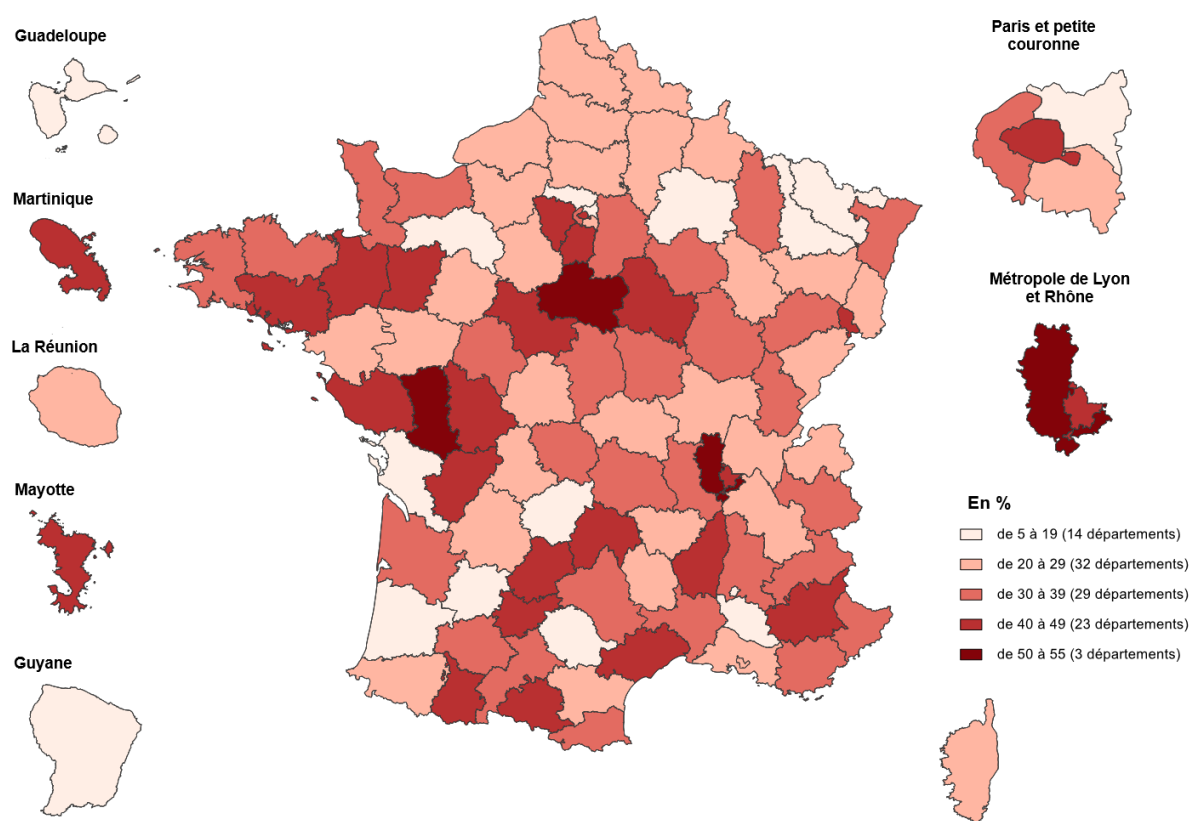 Guadeloupe
Martinique
La Réunion
Mayotte
Guyane
Paris et petite
couronne
Métropole de Lyon
et Rhône
En %
de 5 à 19 (14 départements)
de 20 à 29 (32 départements)
de 30 à 39 (29 départements)
de 40 à 49 (23 départements)
de 50 à 55 (3 départements)